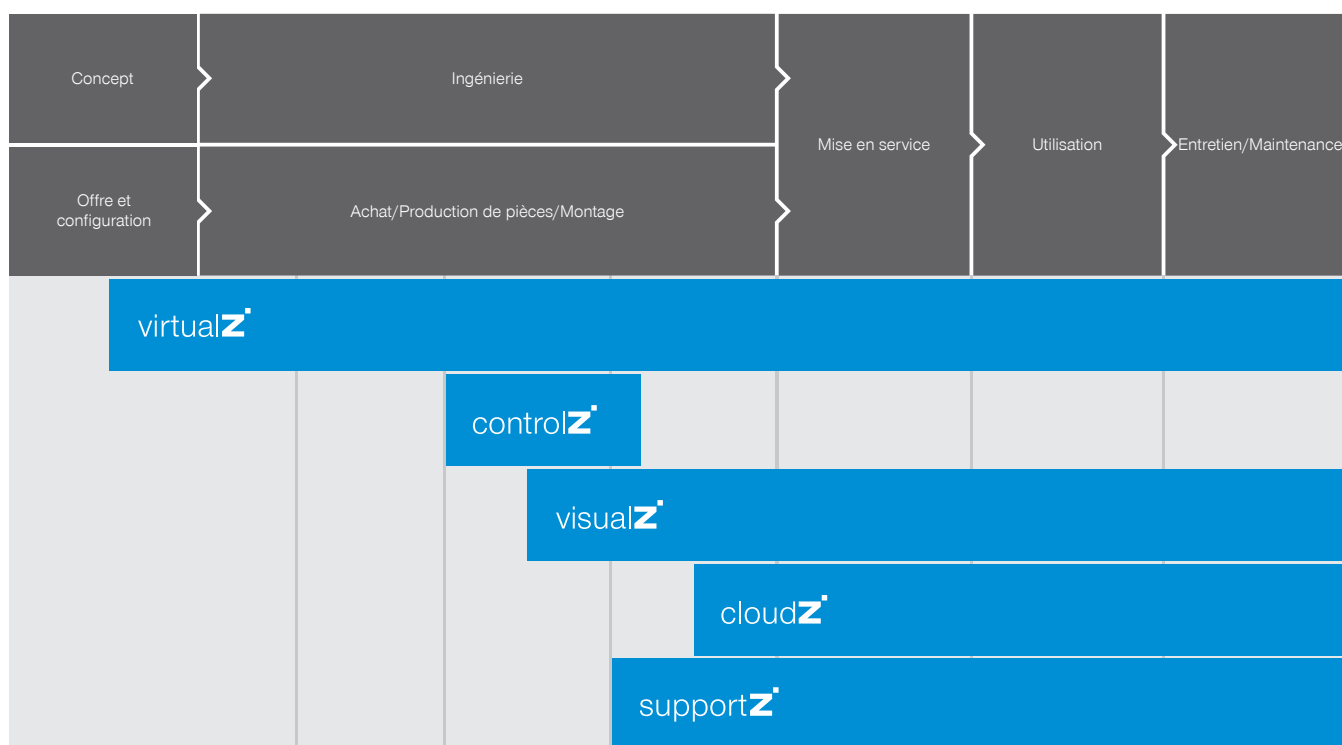 Concept
Ingénierie
Mise en service
Utilisation
Entretien/Maintenance
Offre et
configuration
Achat/Production de pièces/Montage
virtualz
controlz
visualz
cloudz
supportz